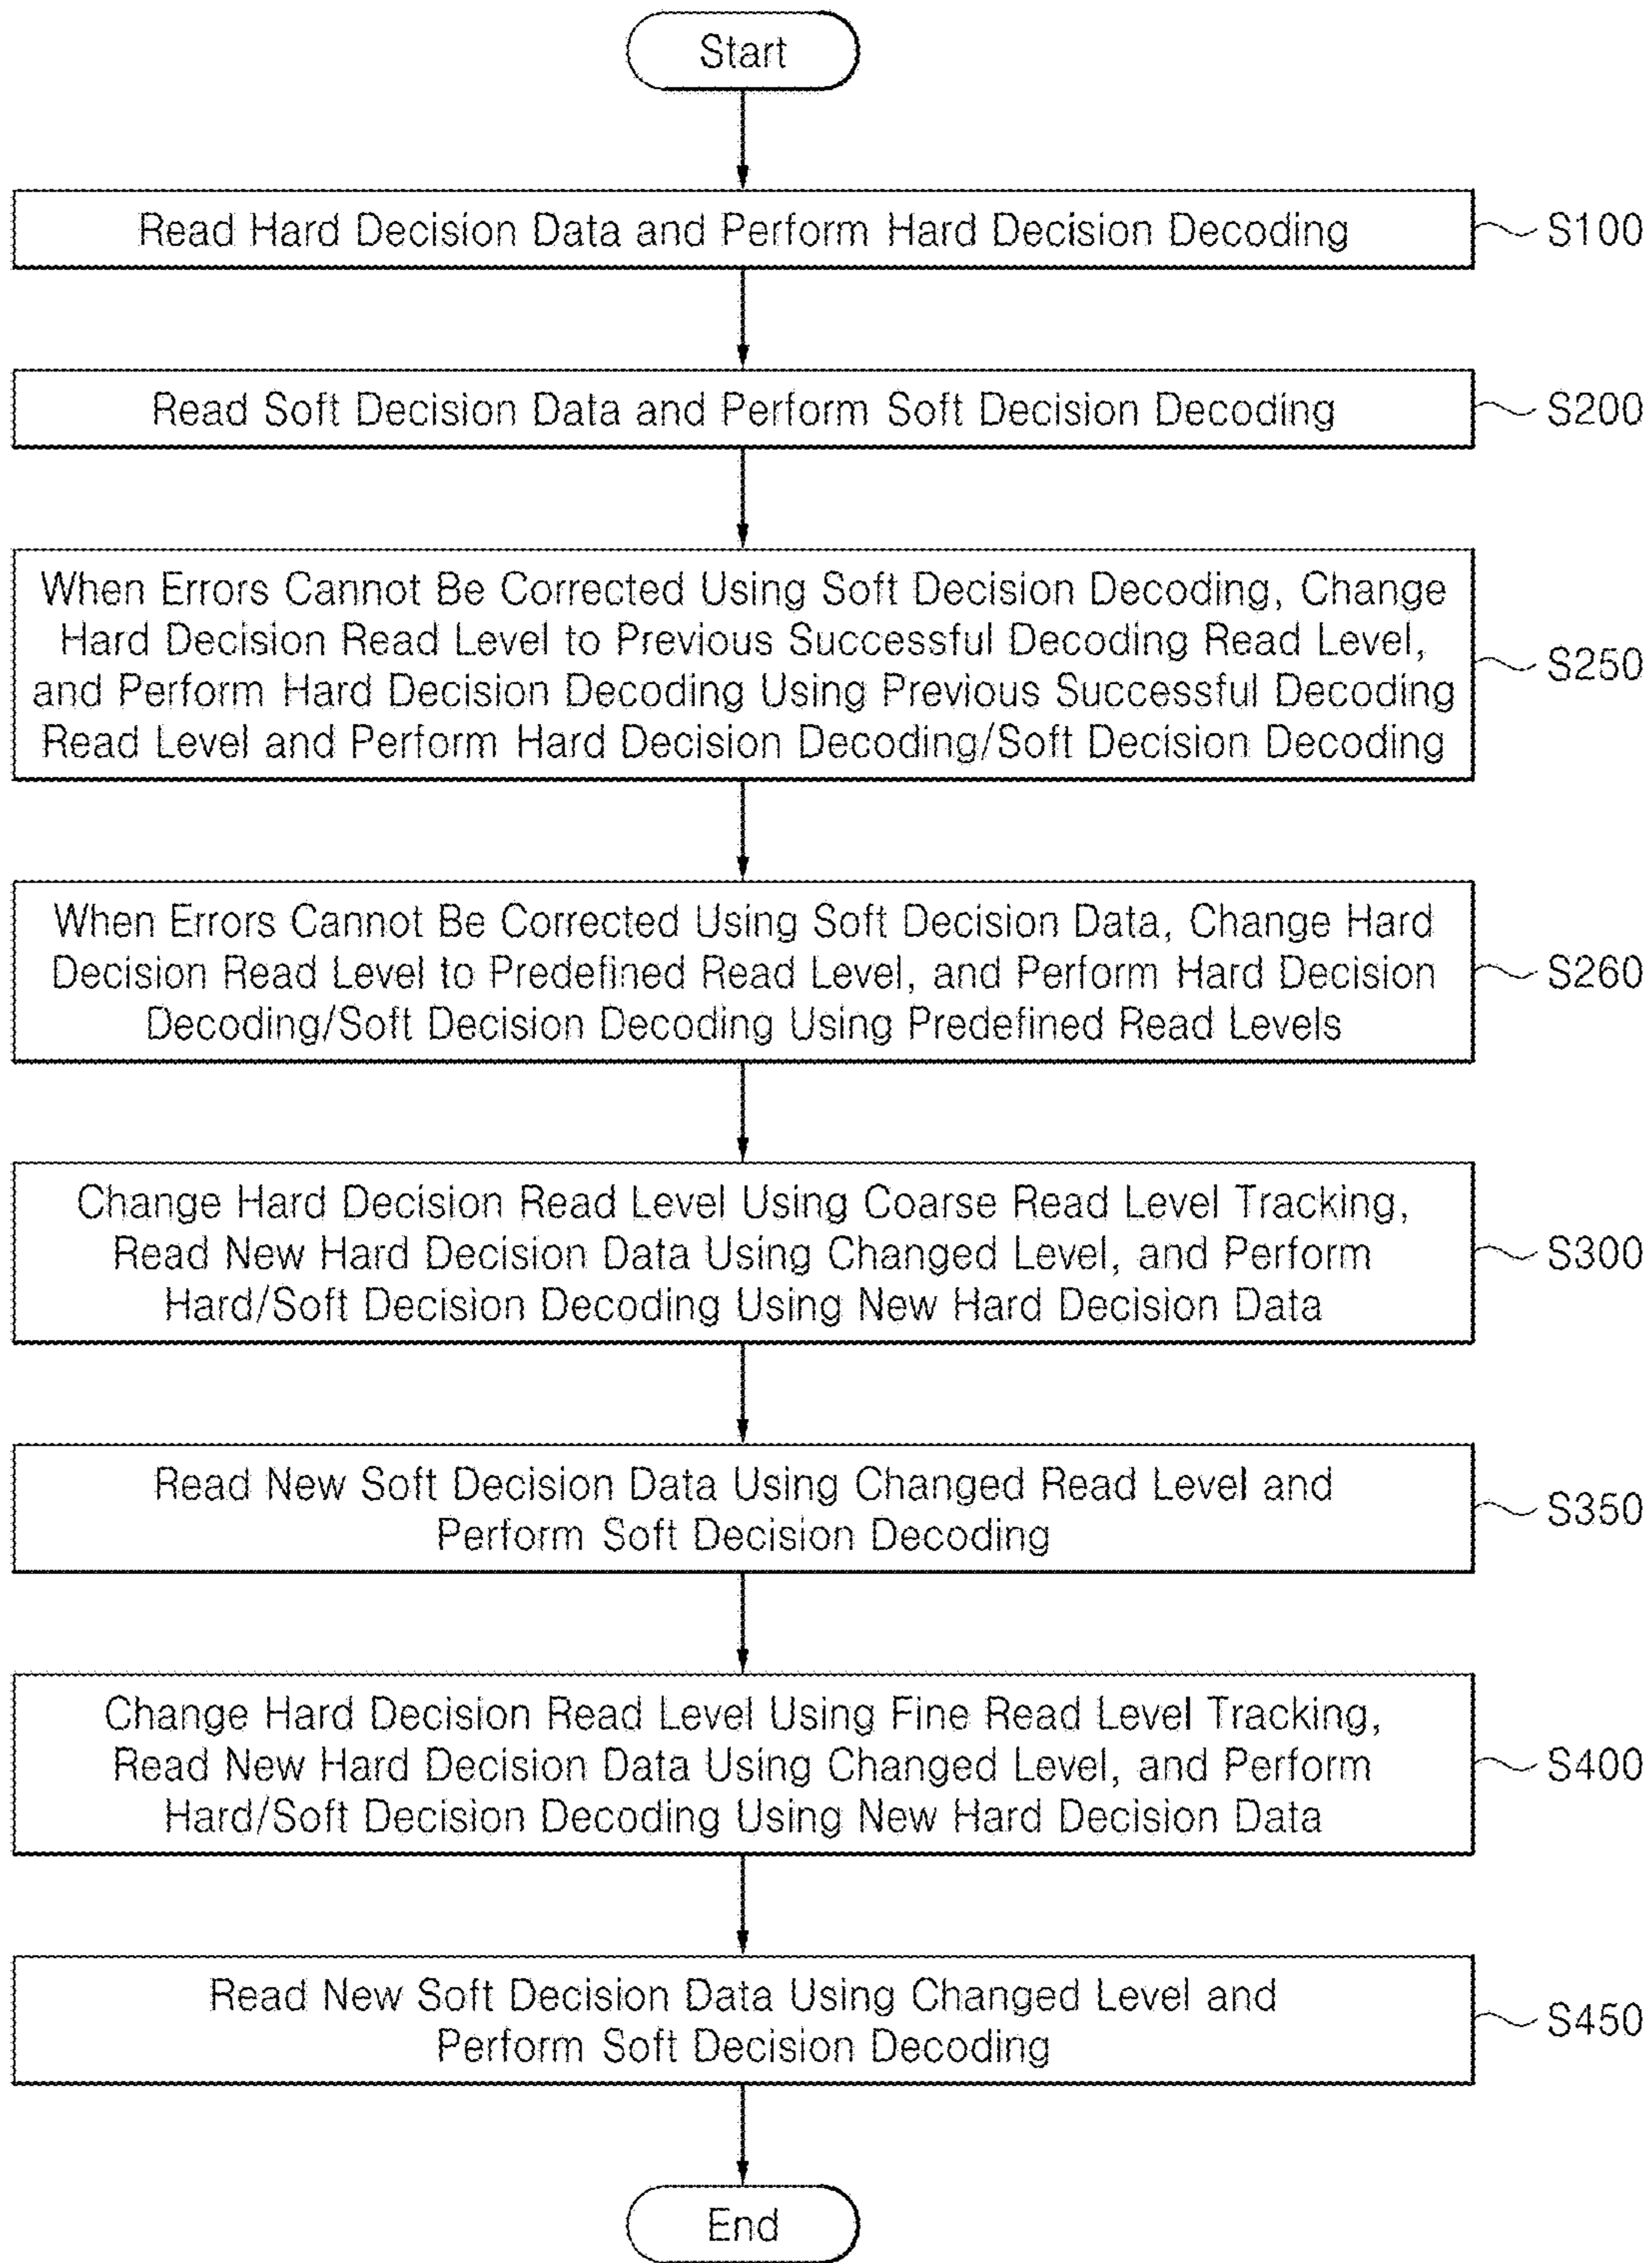 Start
Read Hard Decision Data and Perform Hard Decision Decoding
S100
Read Soft Decision Data and Perform Soft Decision Decoding
S200
When Errors Cannot Be Corrected Using Soft Decision Decoding, Change
Hard Decision Read Level to Previous Successful Decoding Read Level,
and Perform Hard Decision Decoding Using Previous Successful Decoding
Read Level and Perform Hard Decision Decoding/Soft Decision Decoding
S250
When Errors Cannot Be Corrected Using Soft Decision Data, Change Hard
Decision Read Level to Predefined Read Level, and Perform Hard Decision
Decoding/Soft Decision Decoding Using Predefined Read Levels
S260
Change Hard Decision Read Level Using Coarse Read Level Tracking,
Read New Hard Decision Data Using Changed Level, and Perform
Hard/Soft Decision Decoding Using New Hard Decision Data
S300
Read New Soft Decision Data Using Changed Read Level and
Perform Soft Decision Decoding
S350
Change Hard Decision Read Level Using Fine Read Level Tracking,
Read New Hard Decision Data Using Changed Level, and Perform
Hard/Soft Decision Decoding Using New Hard Decision Data
S400
Read New Soft Decision Data Using Changed Level and
Perform Soft Decision Decoding
S450
End